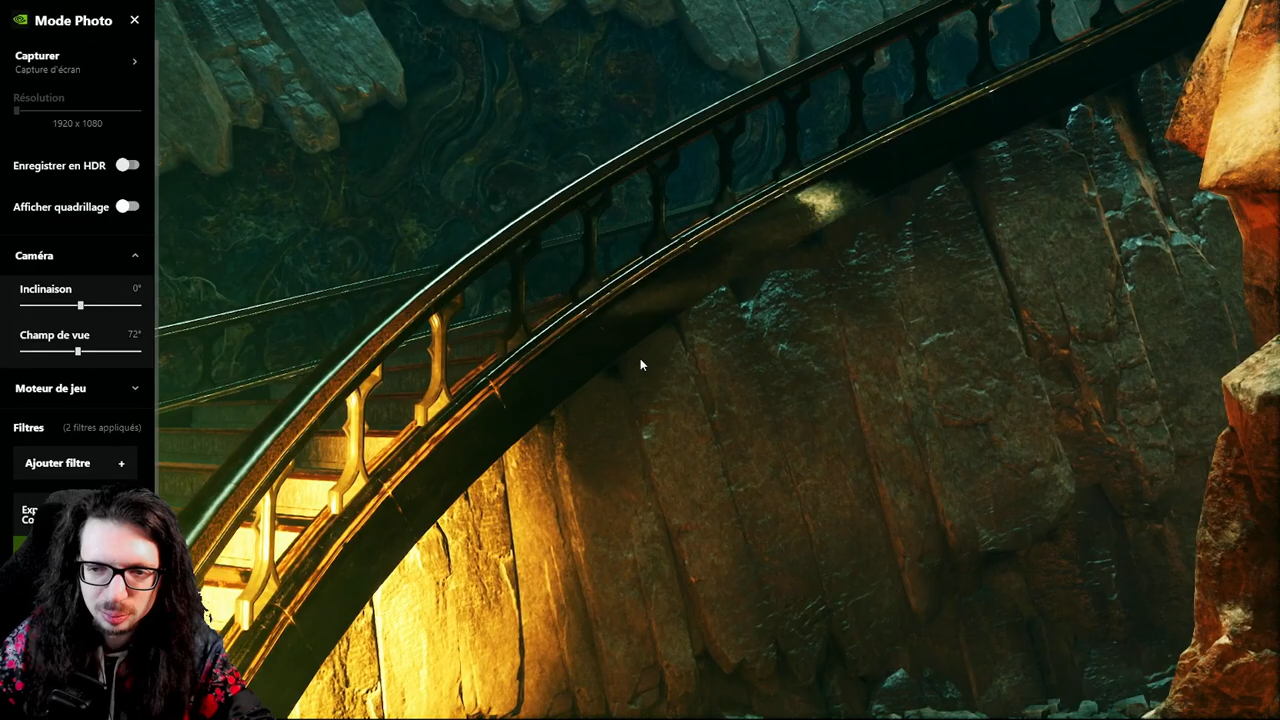 Mode Photo
Capturer
Capture d'écran
Résolution
1920 x 1080
Enregistrer en HDR
Afficher quadrillage
Caméra
Inclinaison 0°
Champ de vue 72°
Moteur de jeu
Filtres (2 filtres appliqués)
Ajouter filtre +